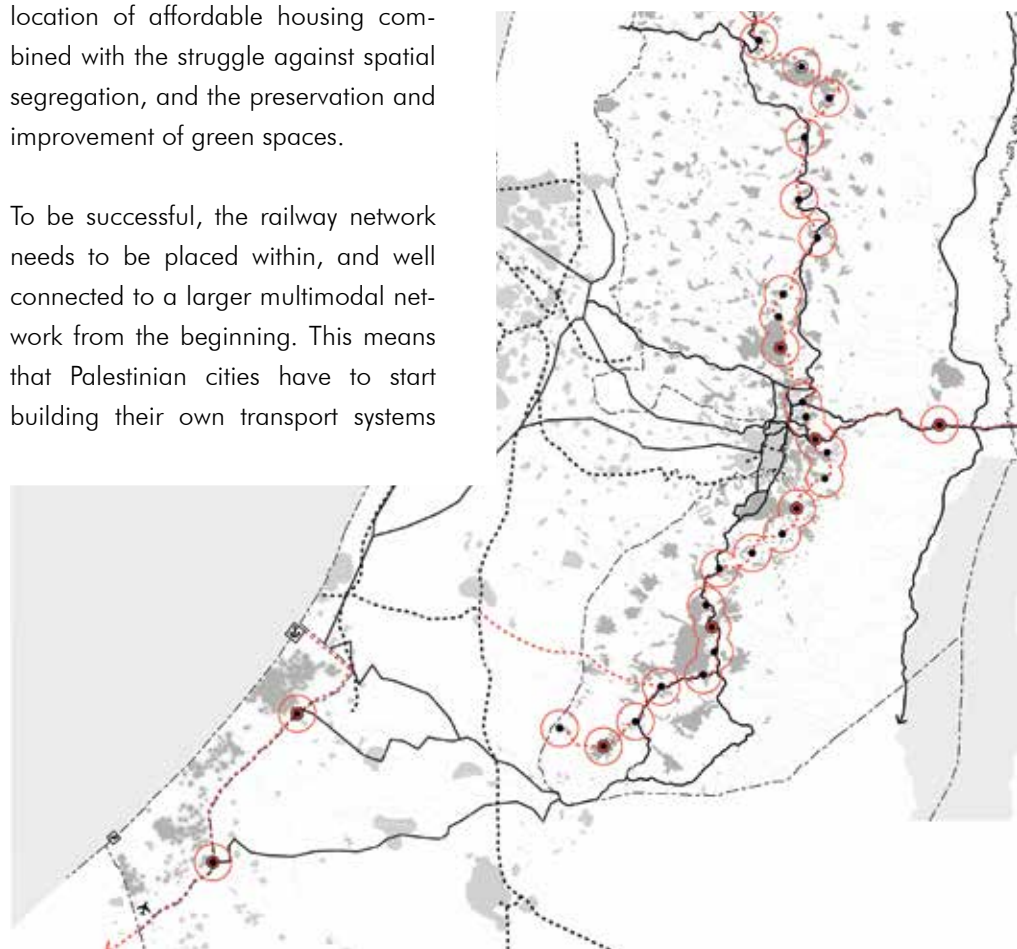 location of affordable housing com-
bined with the struggle against spatial
segregation, and the preservation and
improvement of green spaces.
To be successful, the railway network
needs to be placed within, and well
connected to a larger multimodal net-
work from the beginning. This means
that Palestinian cities have to start
building their own transport systems